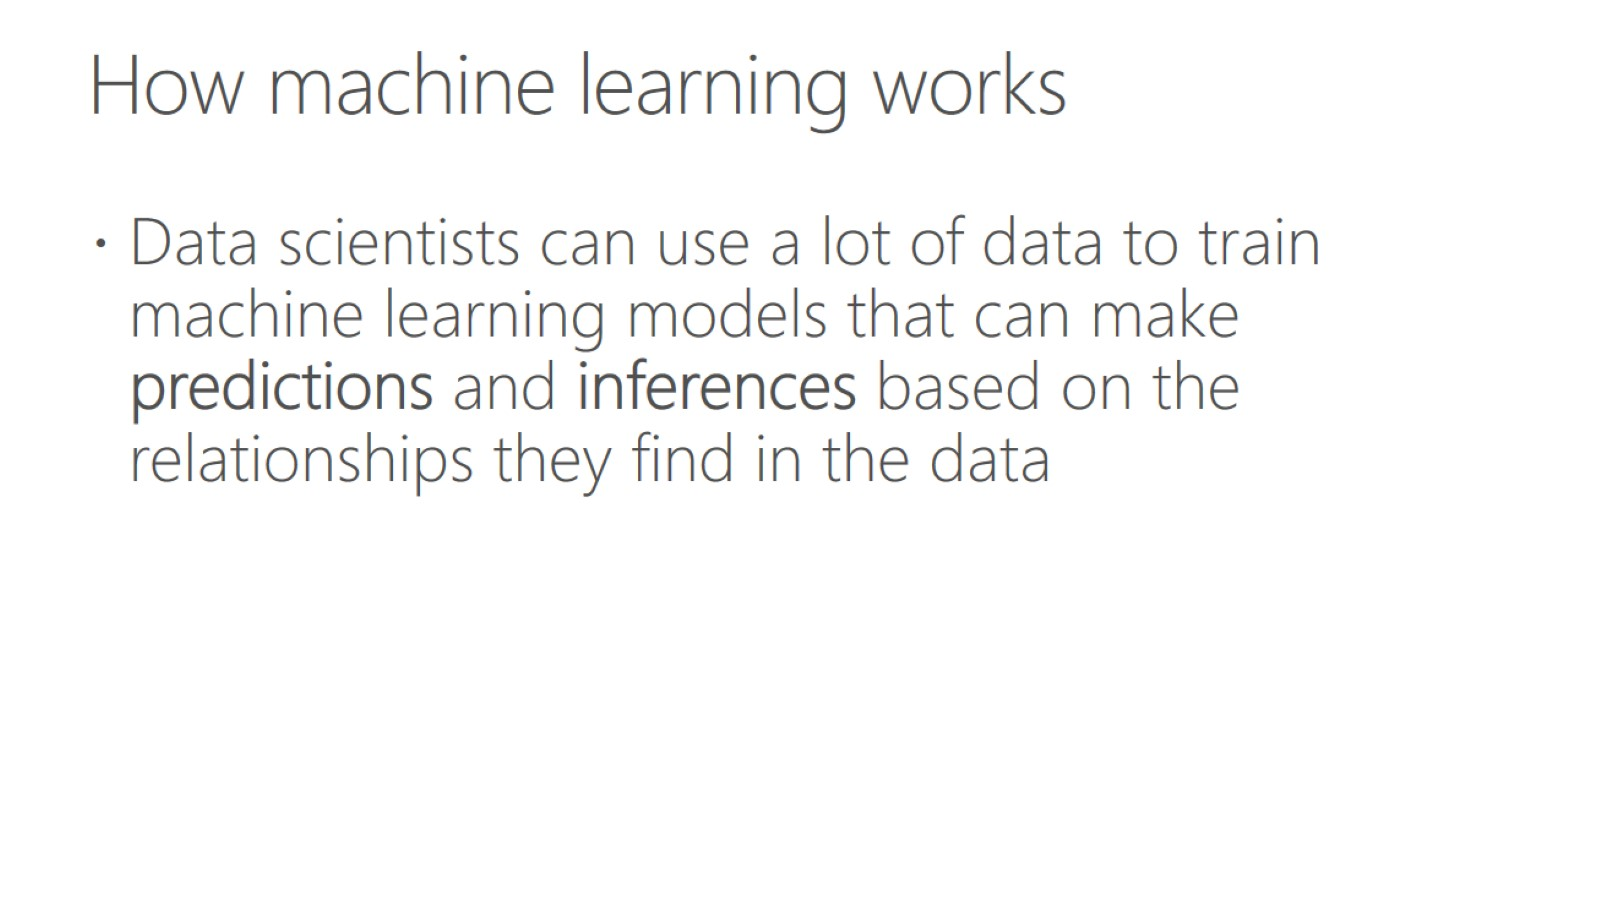 How machine learning works
· Data scientists can use a lot of data to train
machine learning models that can make
predictions and inferences based on the
relationships they find in the data